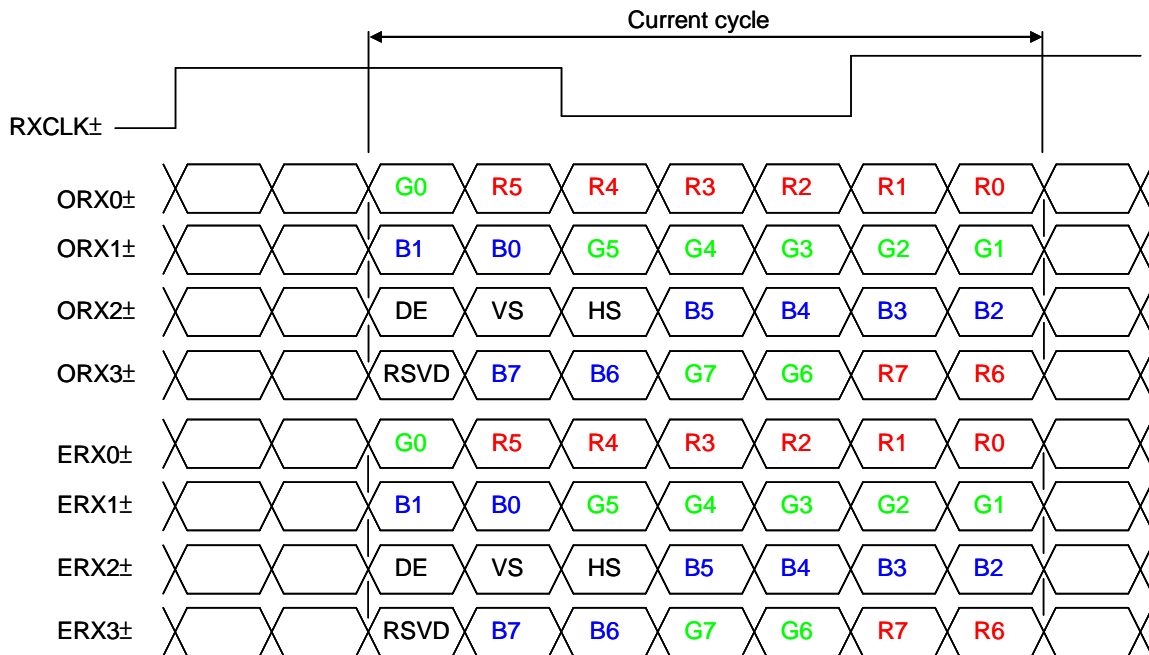 Current cycle
RXCLK±
ORX0± G0 R5 R4 R3 R2 R1 R0
ORX1± B1 B0 G5 G4 G3 G2 G1
ORX2± DE VS HS B5 B4 B3 B2
ORX3± RSVD B7 B6 G7 G6 R7 R6
ERX0± G0 R5 R4 R3 R2 R1 R0
ERX1± B1 B0 G5 G4 G3 G2 G1
ERX2± DE VS HS B5 B4 B3 B2
ERX3± RSVD B7 B6 G7 G6 R7 R6